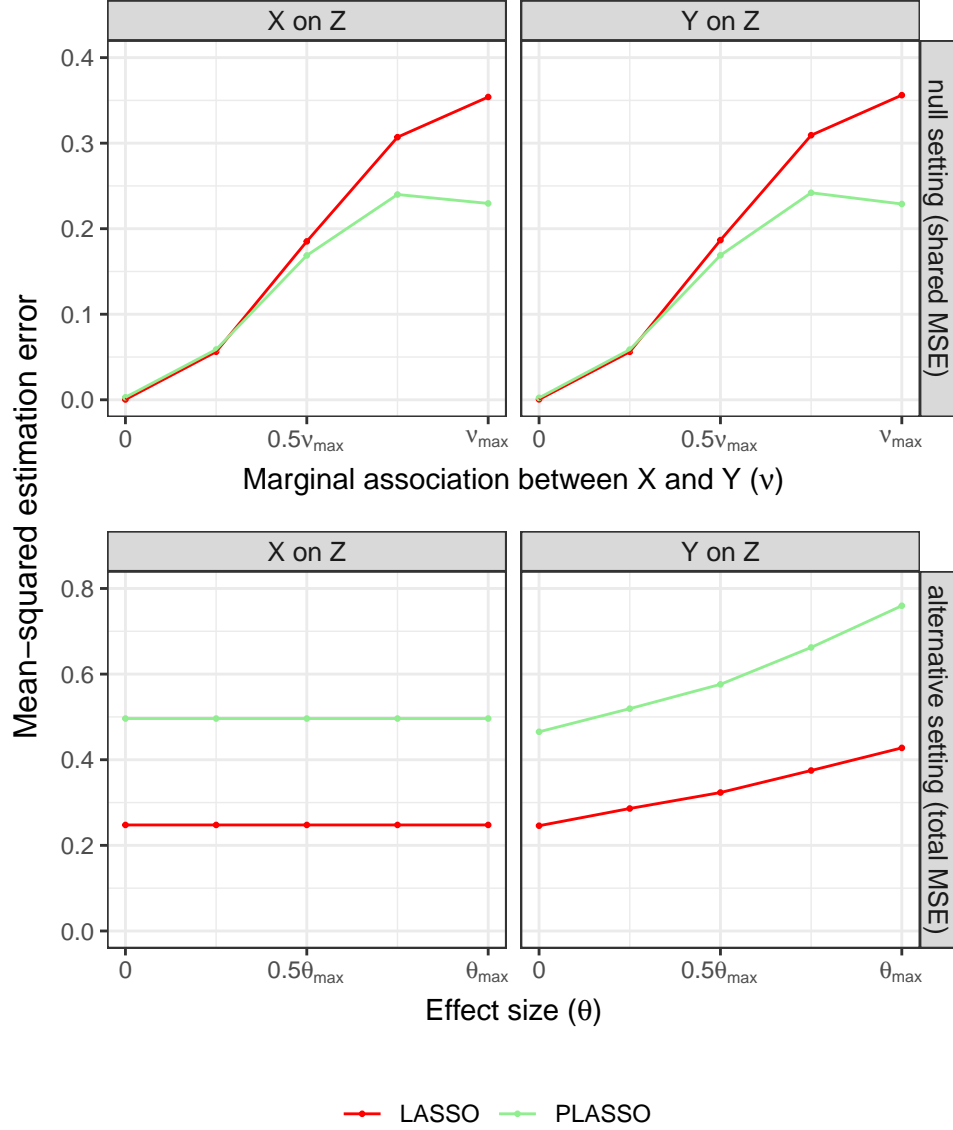 X on Z
Y on Z
0.4
0.3
0.2
0.1
0.0
null setting (shared MSE)
0
0.5νmax
νmax
0
0.5νmax
νmax
Marginal association between X and Y (ν)
Mean−squared estimation error
X on Z
Y on Z
0.8
0.6
0.4
0.2
0.0
alternative setting (total MSE)
0
0.5θmax
θmax
0
0.5θmax
θmax
Effect size (θ)
LASSO
PLASSO